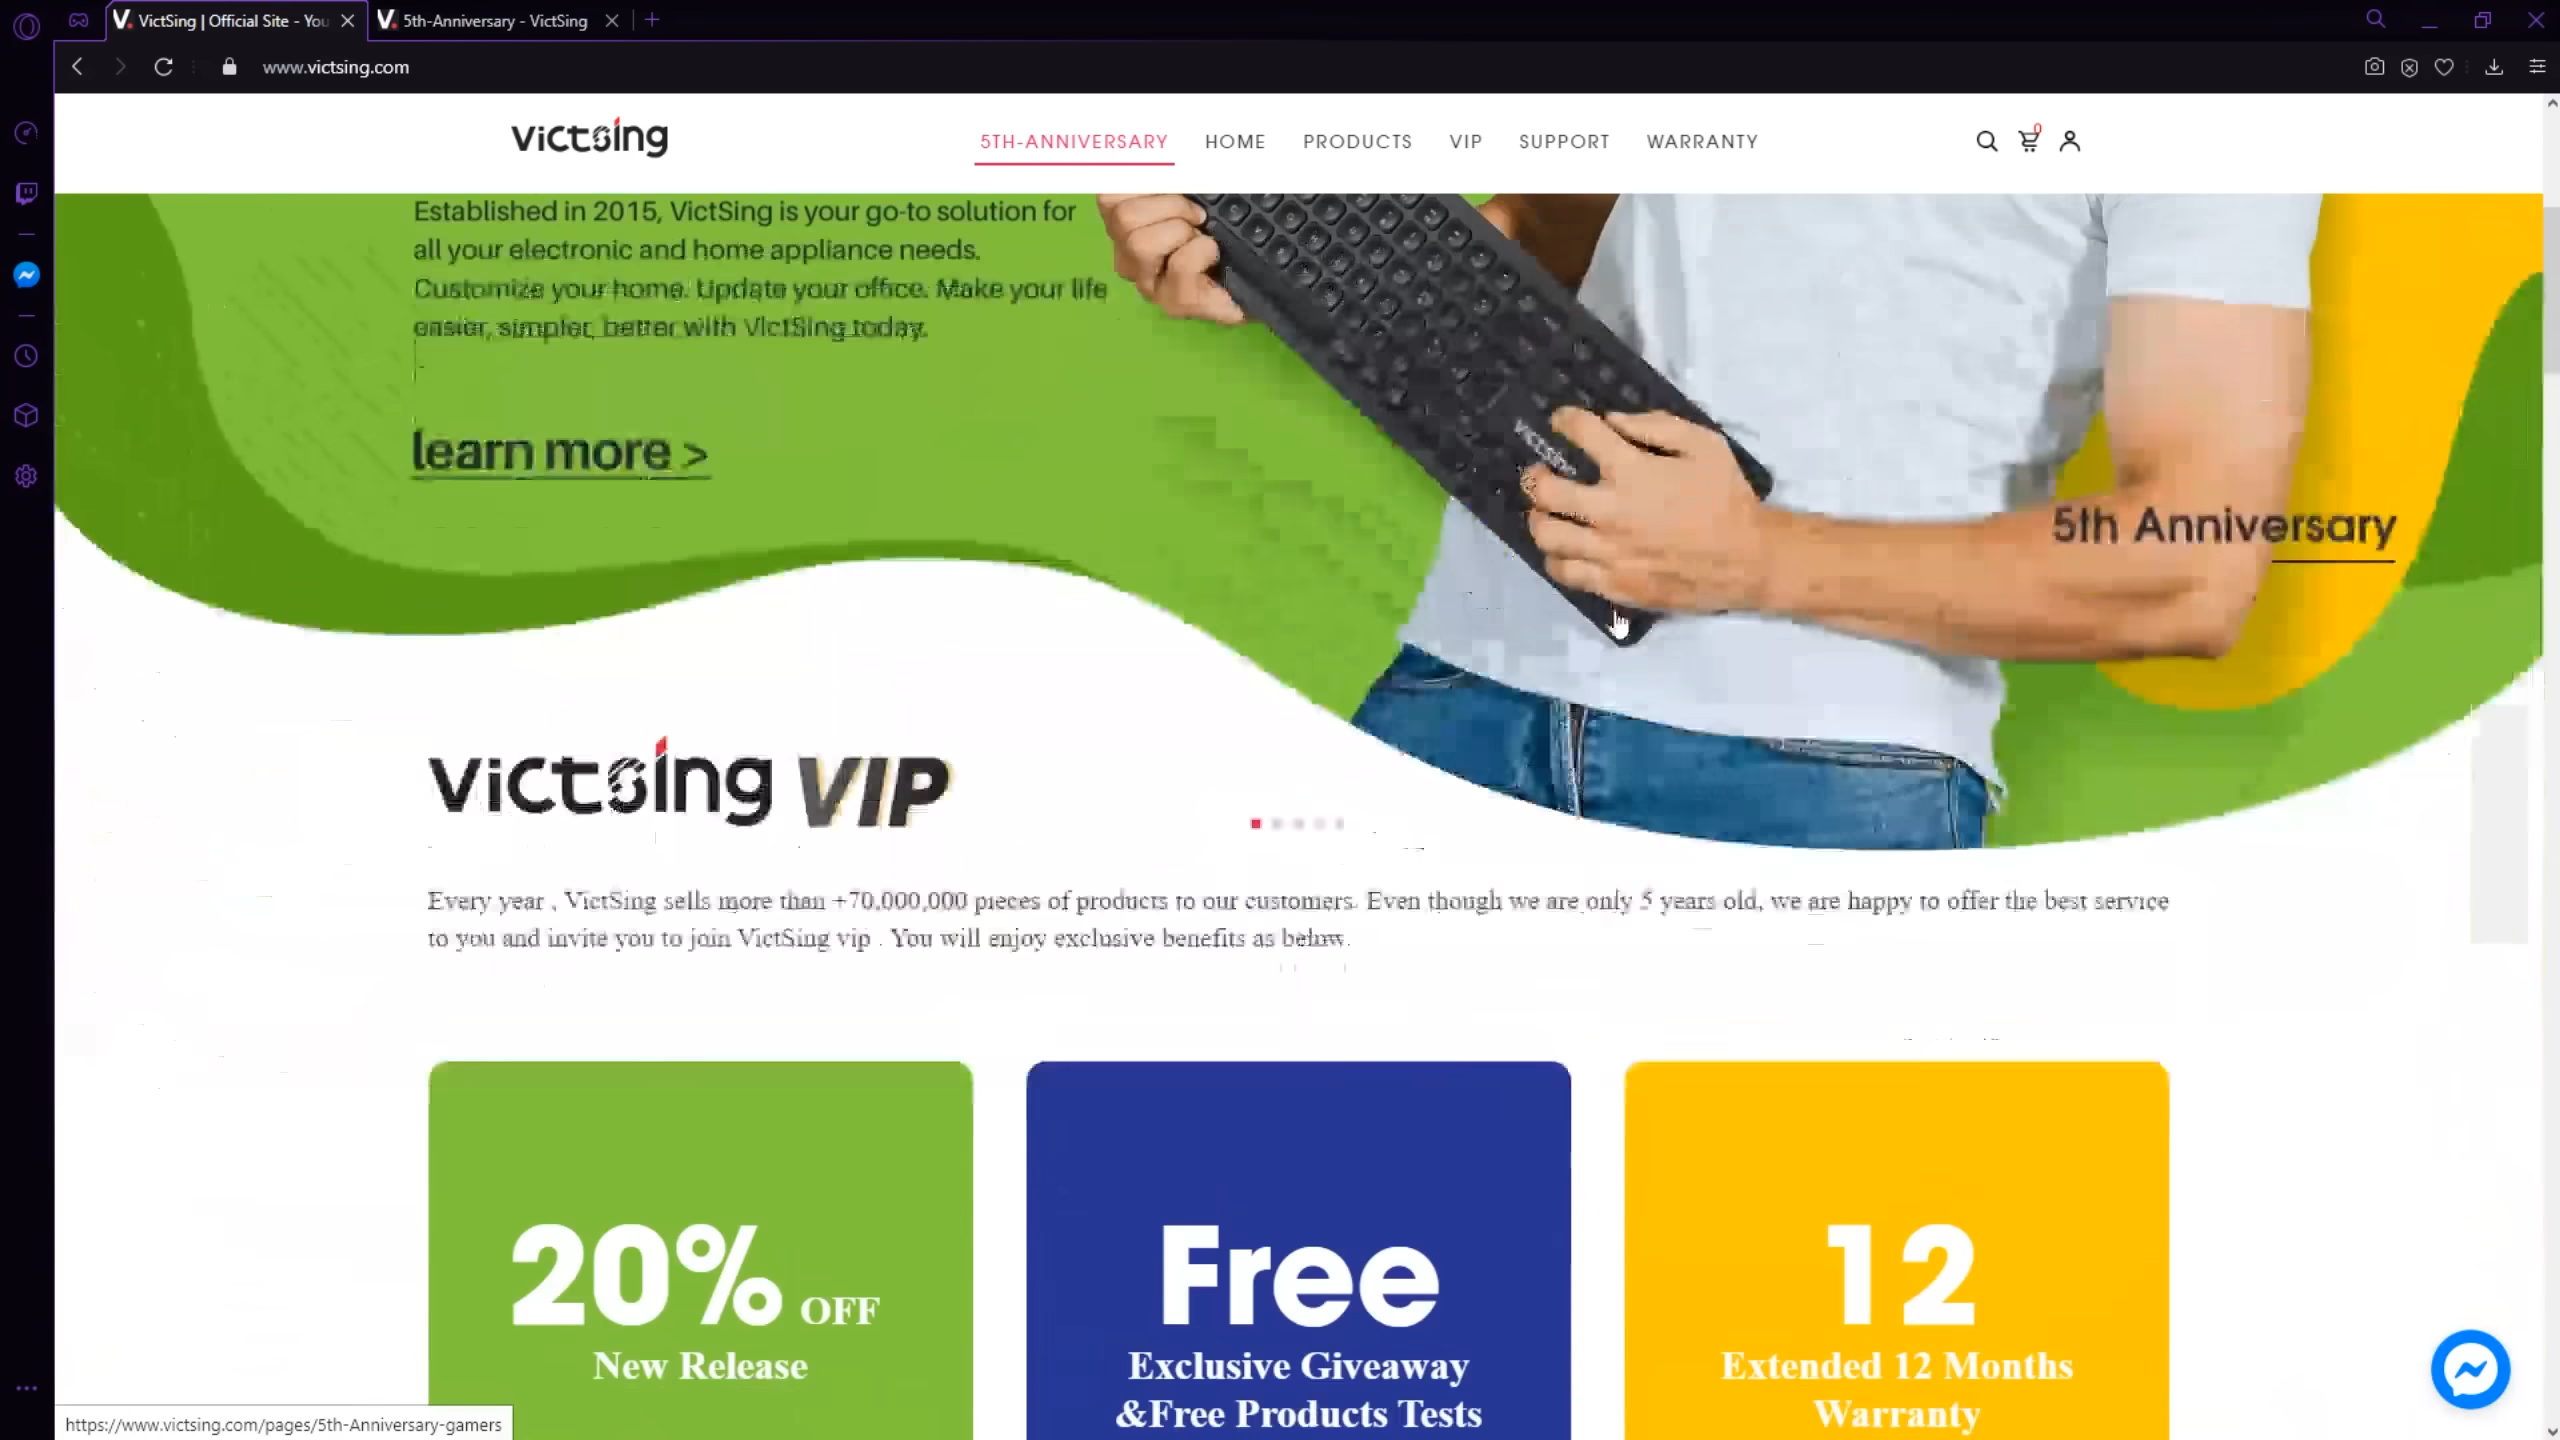 VictSing | Official Site - You
5th-Anniversary - VictSing
www.victsing.com
victsing
5TH-ANNIVERSARY
HOME
PRODUCTS
VIP
SUPPORT
WARRANTY
0
Established in 2015, VictSing is your go-to solution for
all your electronic and home appliance needs.
Customize your home. Update your office. Make your life
easier, simpler, better with VictSing today.
learn more >
victsing
5th Anniversary
victsing VIP
Every year , VictSing sells more than +70,000,000 pieces of products to our customers. Even though we are only 5 years old, we are happy to offer the best service
to you and invite you to join VictSing vip . You will enjoy exclusive benefits as below.
20% OFF
New Release
Free
Exclusive Giveaway
&Free Products Tests
12
Extended 12 Months
Warranty
https://www.victsing.com/pages/5th-Anniversary-gamers